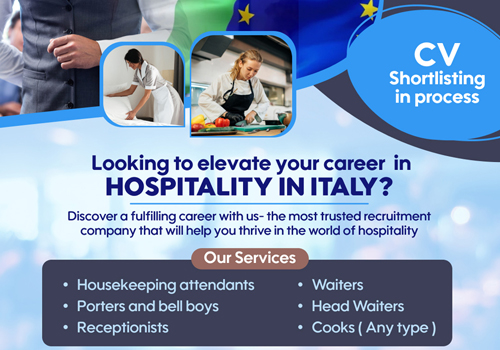 CV
Shortlisting
in process
Looking to elevate your career in
HOSPITALITY IN ITALY?
Discover a fulfilling career with us- the most trusted recruitment
company that will help you thrive in the world of hospitality
Our Services
• Housekeeping attendants
• Porters and bell boys
• Receptionists
• Waiters
• Head Waiters
• Cooks ( Any type )